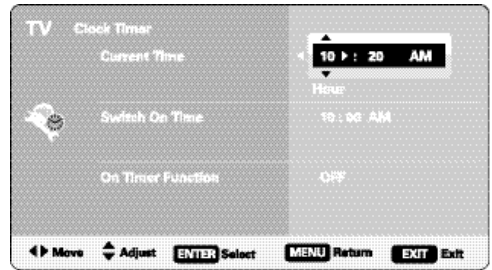 TV Clock Timer
Current Time 10 : 20 AM
Hour
Switch On Time 10 : 00 AM
On Timer Function OFF
Move Adjust ENTER Select MENU Return EXIT Exit